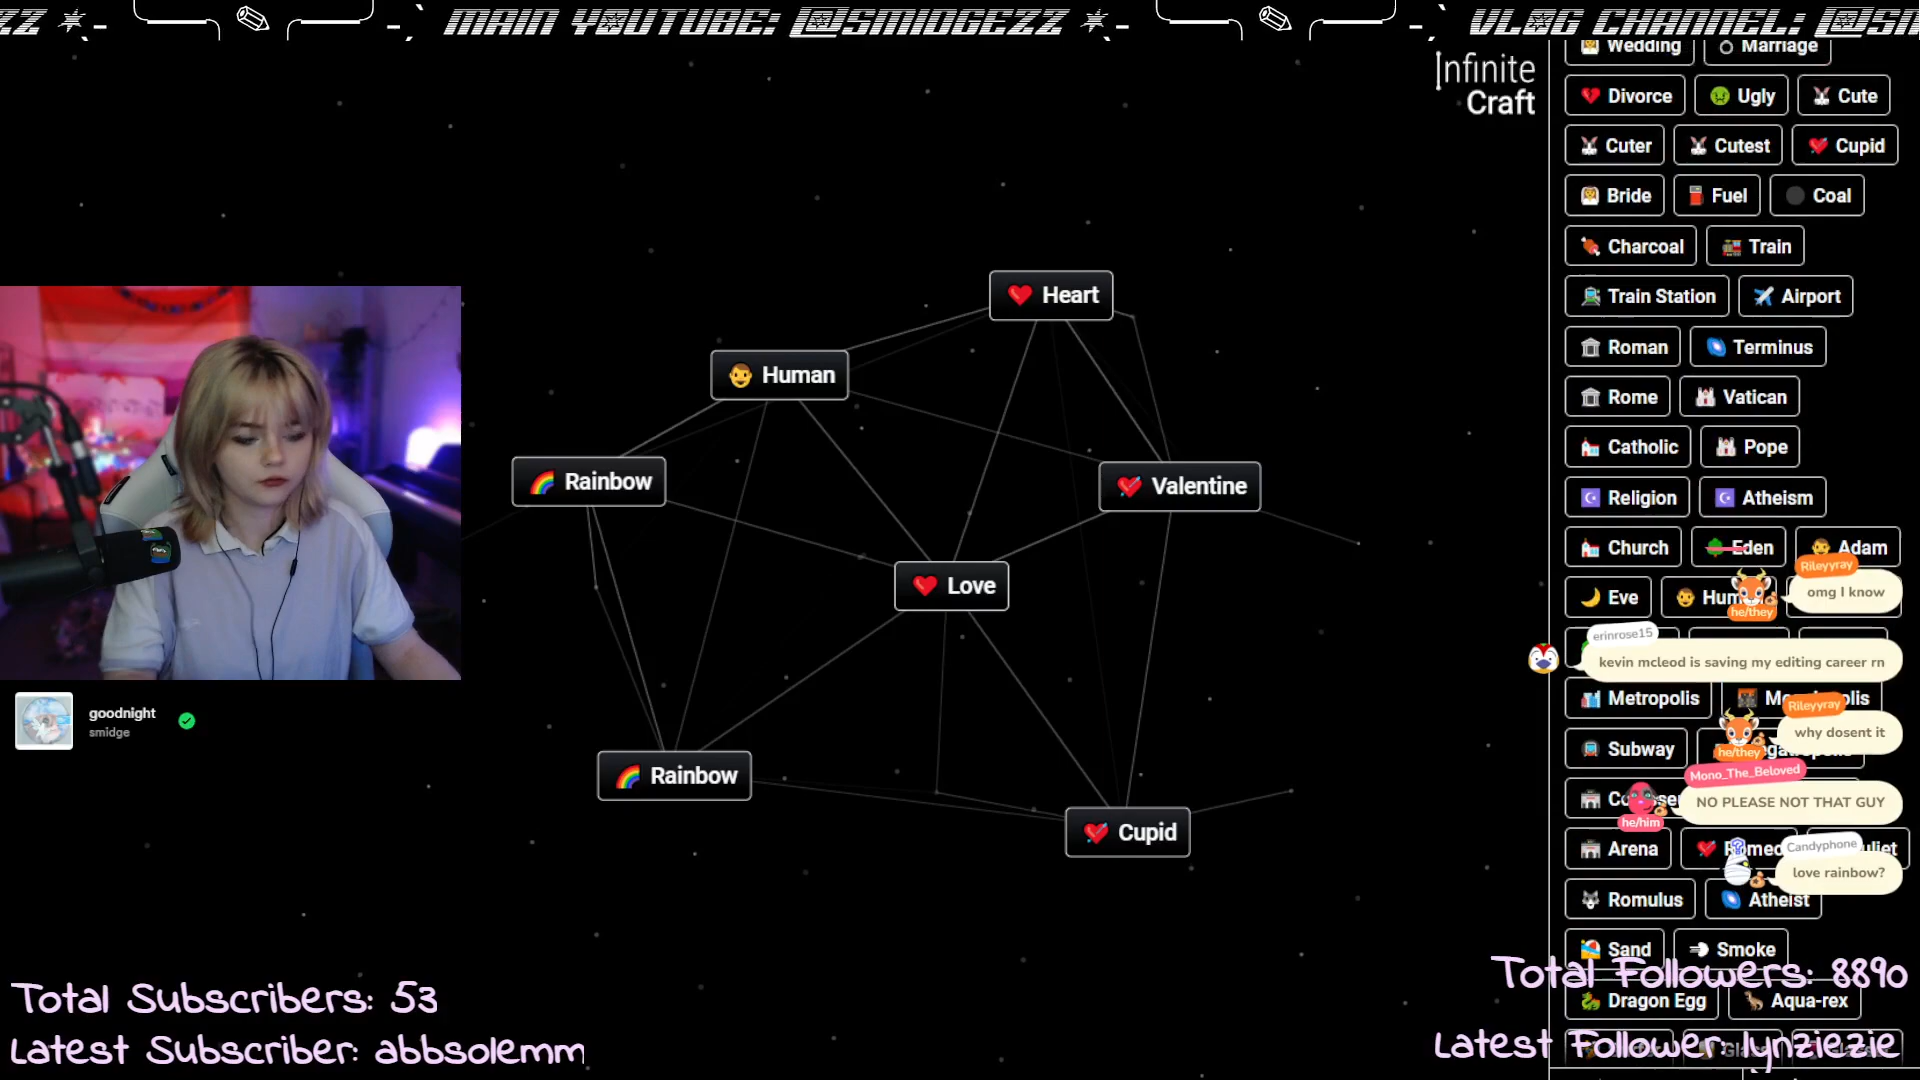 ZZ
MAIN YOUTUBE: @SMIDGEZZ
VLOG CHANNEL: @SM
Infinite
Craft
Wedding Marriage
Divorce Ugly Cute
Cuter Cutest Cupid
Bride Fuel Coal
Charcoal Train
Train Station Airport
Roman Terminus
Rome Vatican
Catholic Pope
Religion Atheism
Church Eden Adam
Eve
Metropolis
Subway
Arena
Romulus Atheist
Sand Smoke
Dragon Egg Aqua-rex
Heart
Human
Rainbow
Valentine
Love
Rainbow
Cupid
Rileyyray
omg I know
he/they
erinrose15
kevin mcleod is saving my editing career rn
Rileyyray
why dosent it
he/they
Mono_The_Beloved
NO PLEASE NOT THAT GUY
he/him
Candyphone
love rainbow?
goodnight
smidge
Total Subscribers: 53
Latest Subscriber: abbsolemm
Total Followers: 8890
Latest Follower: lynziezie